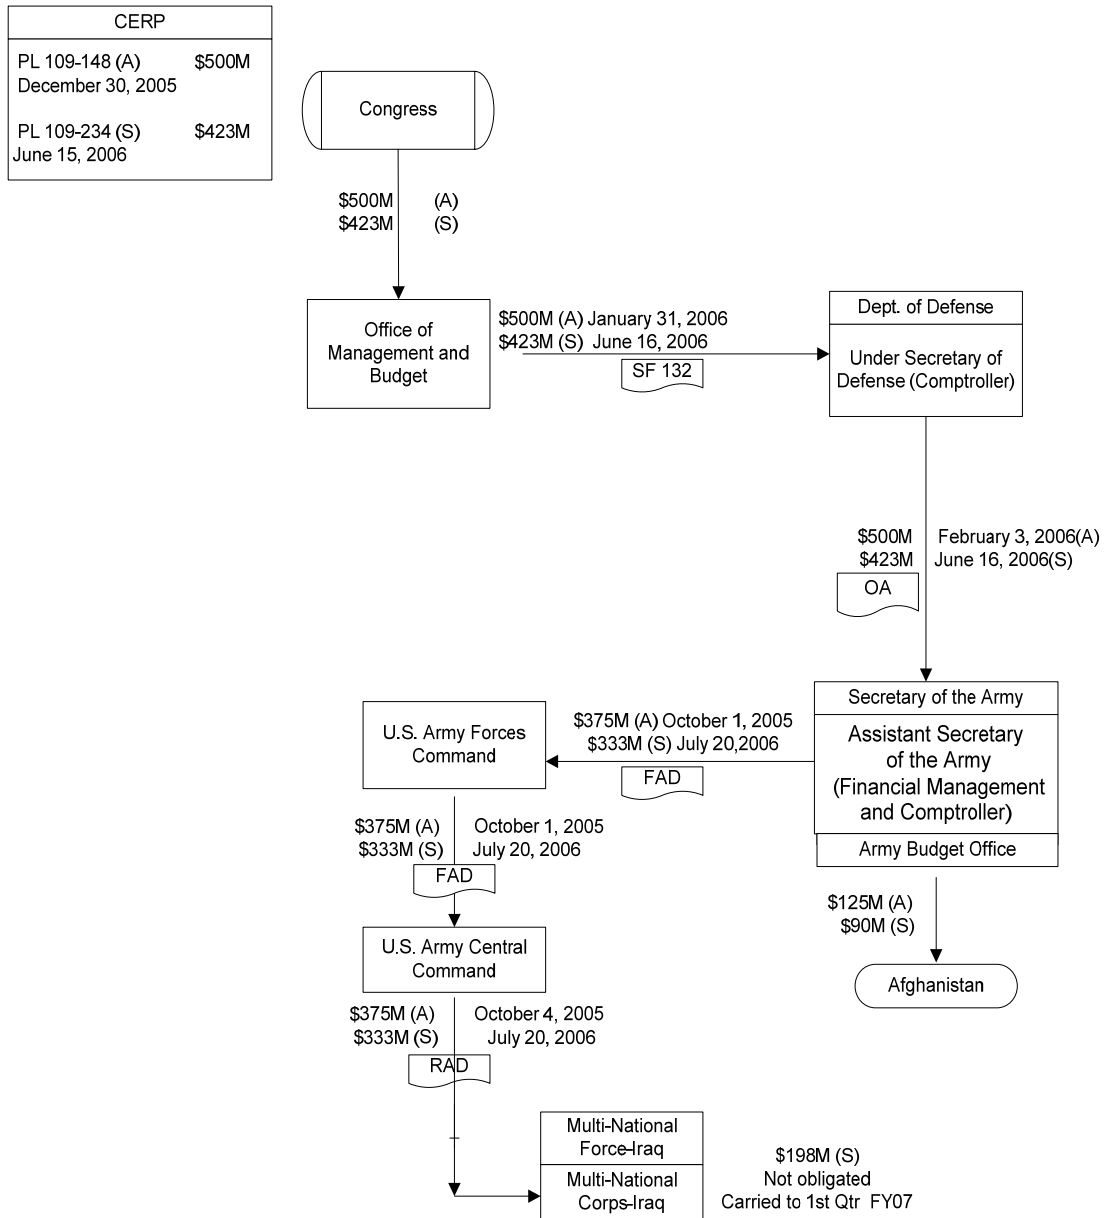 CERP
PL 109-148 (A) $500M
December 30, 2005
PL 109-234 (S) $423M
June 15, 2006
Congress
$500M (A)
$423M (S)
Office of
Management and
Budget
$500M (A) January 31, 2006
$423M (S) June 16, 2006
SF 132
Dept. of Defense
Under Secretary of
Defense (Comptroller)
$500M February 3, 2006(A)
$423M June 16, 2006(S)
OA
Secretary of the Army
Assistant Secretary
of the Army
(Financial Management
and Comptroller)
Army Budget Office
$375M (A) October 1, 2005
$333M (S) July 20,2006
FAD
U.S. Army Forces
Command
$375M (A) October 1, 2005
$333M (S) July 20, 2006
FAD
$125M (A)
$90M (S)
Afghanistan
U.S. Army Central
Command
$375M (A) October 4, 2005
$333M (S) July 20, 2006
RAD
Multi-National
Force-Iraq
Multi-National
Corps-Iraq
$198M (S)
Not obligated
Carried to 1st Qtr FY07